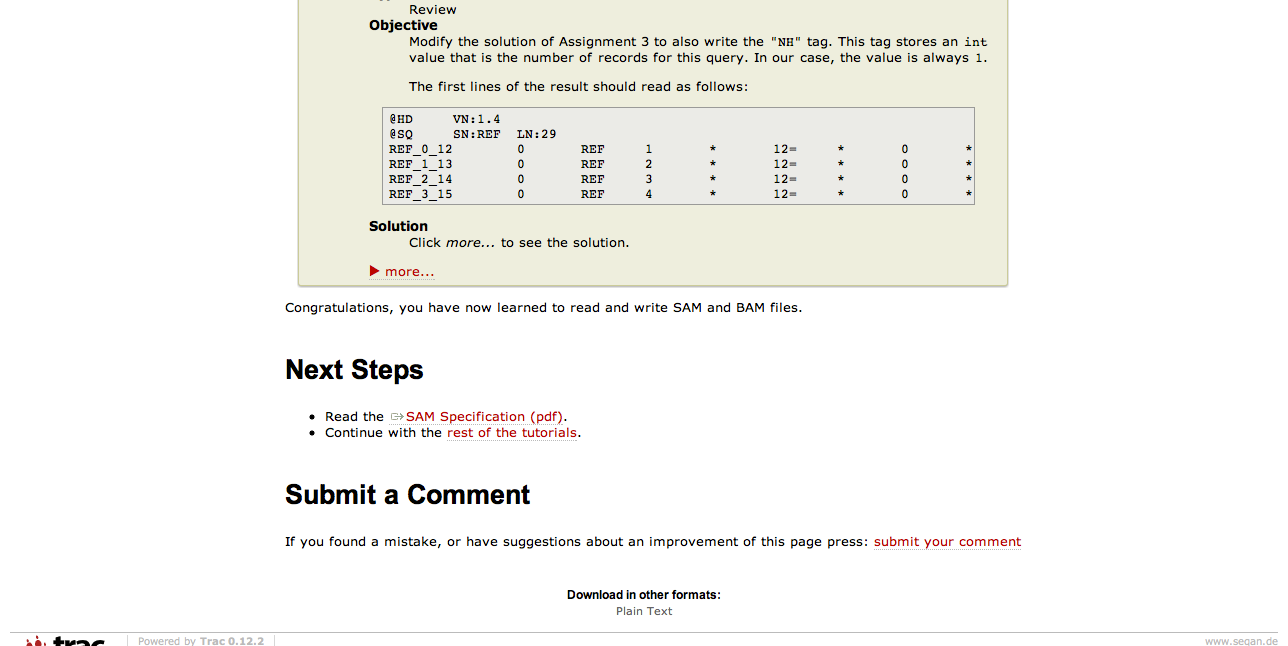 Review
Objective
Modify the solution of Assignment 3 to also write the "NH" tag. This tag stores an int
value that is the number of records for this query. In our case, the value is always 1.
The first lines of the result should read as follows:
@HD VN:1.4
@SQ SN:REF LN:29
REF_0_12 0 REF 1 * 12= * 0 *
REF_1_13 0 REF 2 * 12= * 0 *
REF_2_14 0 REF 3 * 12= * 0 *
REF_3_15 0 REF 4 * 12= * 0 *
Solution
Click more... to see the solution.
more...
Congratulations, you have now learned to read and write SAM and BAM files.
Next Steps
• Read the SAM Specification (pdf).
• Continue with the rest of the tutorials.
Submit a Comment
If you found a mistake, or have suggestions about an improvement of this page press: submit your comment
Download in other formats:
Plain Text
trac Powered by Trac 0.12.2 www.seqan.de